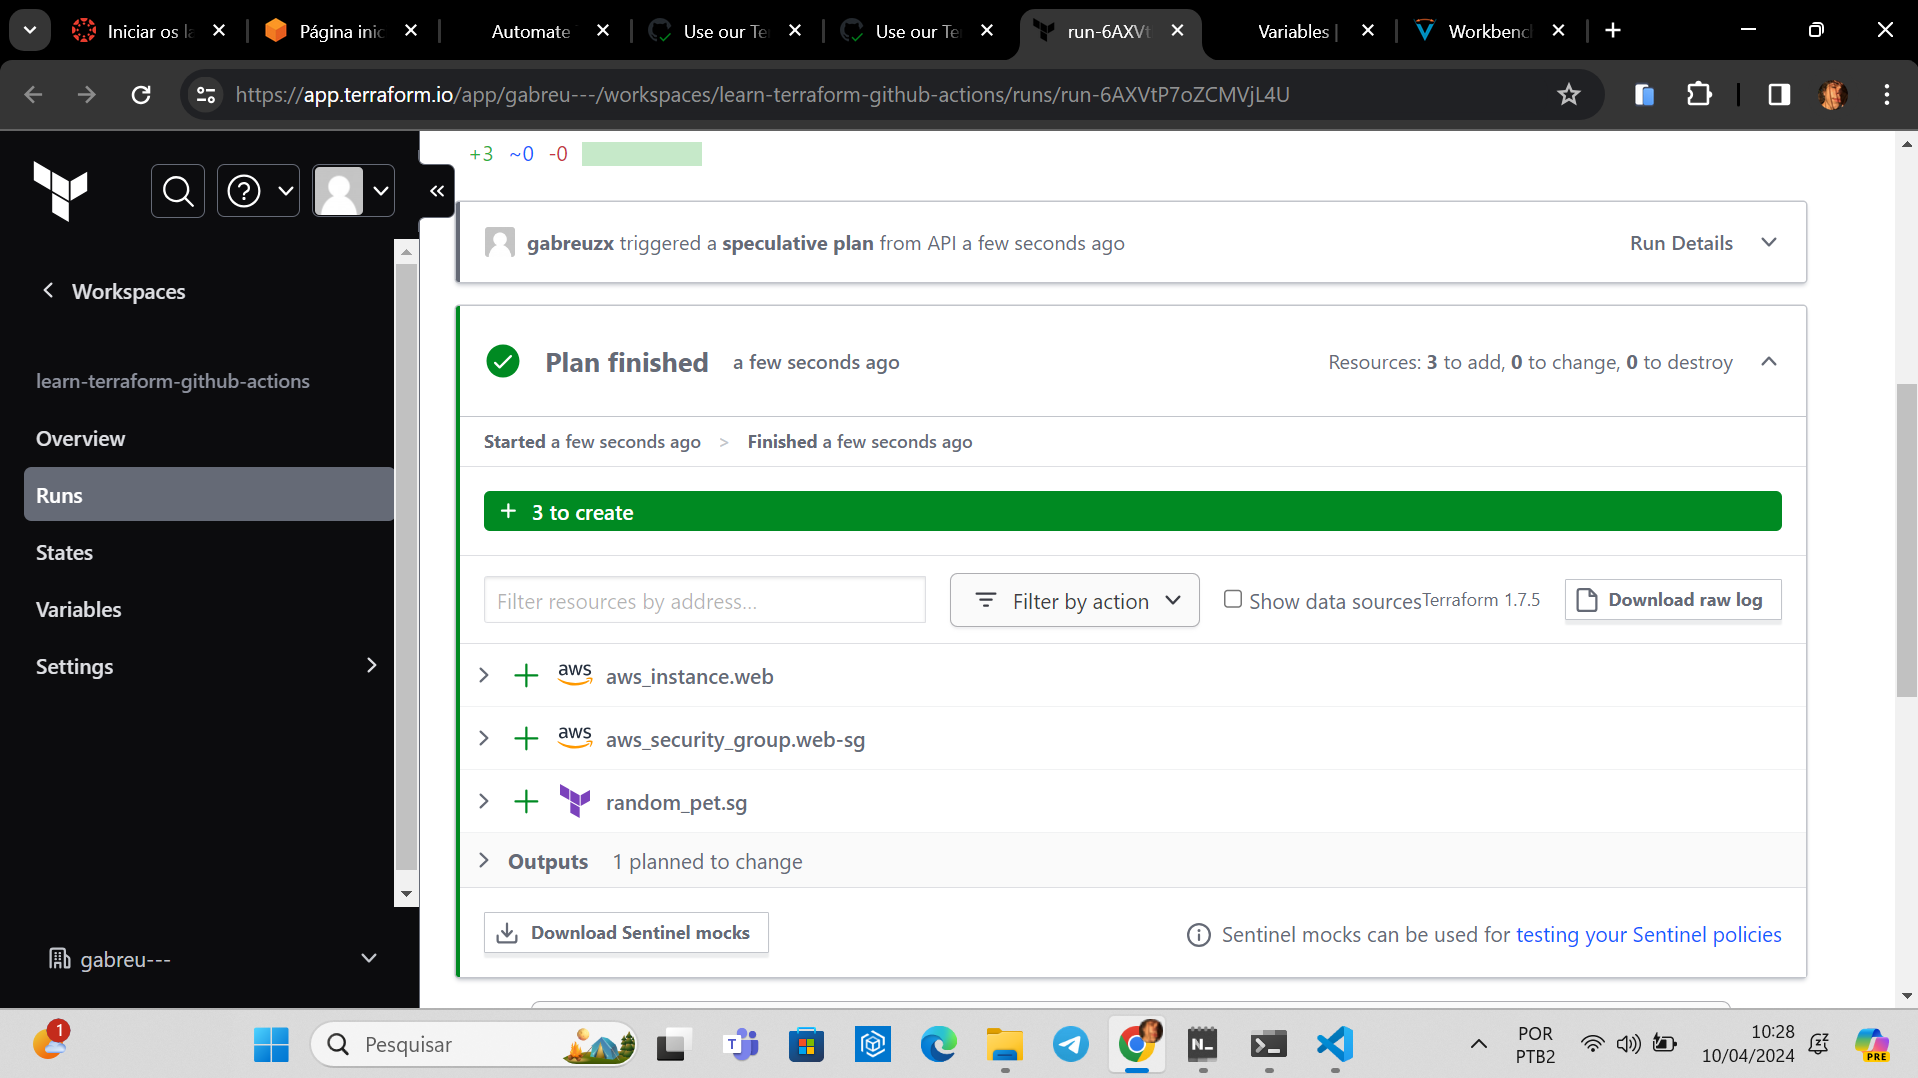 Iniciar os la
Página inic
Automate
Use our Te
Use our Te
run-6AXVt
Variables |
Workbenc
https://app.terraform.io/app/gabreu---/workspaces/learn-terraform-github-actions/runs/run-6AXVtP7oZCMVjL4U
Workspaces
learn-terraform-github-actions
Overview
Runs
States
Variables
Settings
gabreu---
+3 ~0 -0
gabreuzx triggered a speculative plan from API a few seconds ago
Run Details
Plan finished a few seconds ago
Resources: 3 to add, 0 to change, 0 to destroy
Started a few seconds ago > Finished a few seconds ago
+ 3 to create
Filter resources by address...
Filter by action
Show data sources
Terraform 1.7.5
Download raw log
aws aws_instance.web
aws aws_security_group.web-sg
random_pet.sg
Outputs 1 planned to change
Download Sentinel mocks
Sentinel mocks can be used for testing your Sentinel policies
1
Pesquisar
POR
PTB2
10:28
10/04/2024
PRE